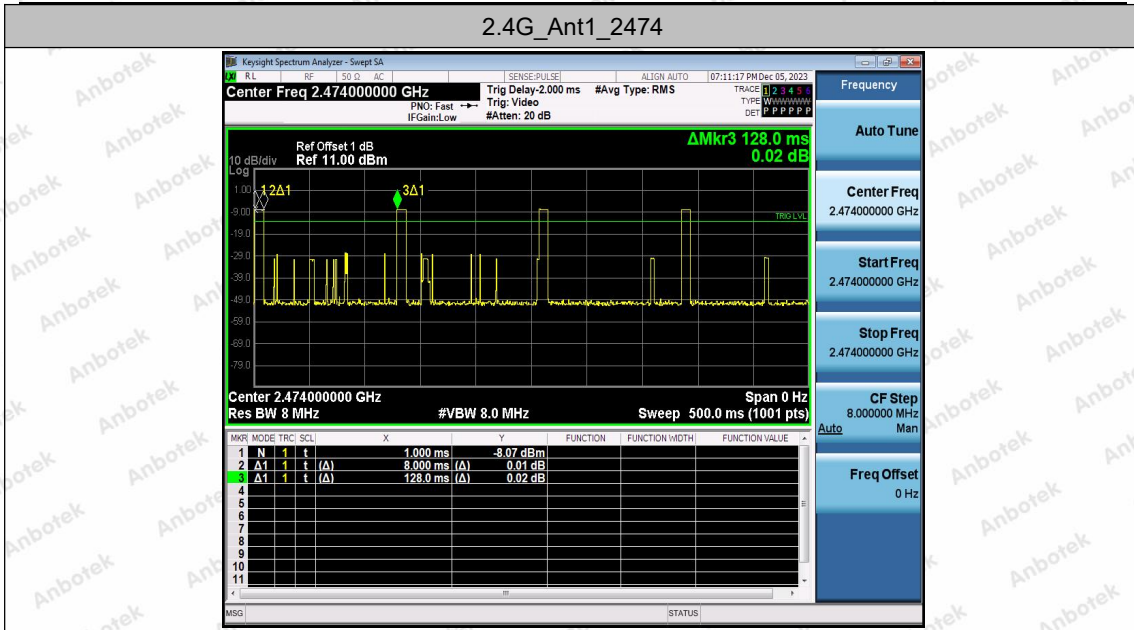 2.4G_Ant1_2474
Keysight Spectrum Analyzer - Swept SA
LXI RL RF 50 Ω AC SENSE:PULSE ALIGN AUTO 07:11:17 PM Dec 05, 2023
Center Freq 2.474000000 GHz
PNO: Fast
IFGain:Low
Trig Delay-2.000 ms
Trig: Video
#Atten: 20 dB
#Avg Type: RMS
TRACE 1 2 3 4 5 6
TYPE WWWWWW
DET P P P P P P
Frequency
Auto Tune
Center Freq
2.474000000 GHz
Start Freq
2.474000000 GHz
Stop Freq
2.474000000 GHz
CF Step
8.000000 MHz
Auto Man
Freq Offset
0 Hz
ΔMkr3 128.0 ms
0.02 dB
Ref Offset 1 dB
10 dB/div Ref 11.00 dBm
Log
1.00
-9.00
-19.0
-29.0
-39.0
-49.0
-59.0
-69.0
-79.0
1 2Δ1
3Δ1
TRIG LVL
Center 2.474000000 GHz Span 0 Hz
Res BW 8 MHz #VBW 8.0 MHz Sweep 500.0 ms (1001 pts)
MKR MODE TRC SCL X Y FUNCTION FUNCTION WIDTH FUNCTION VALUE
1 N 1 t 1.000 ms -8.07 dBm
2 Δ1 1 t (Δ) 8.000 ms (Δ) 0.01 dB
3 Δ1 1 t (Δ) 128.0 ms (Δ) 0.02 dB
4
5
6
7
8
9
10
11
MSG STATUS
Anbotek